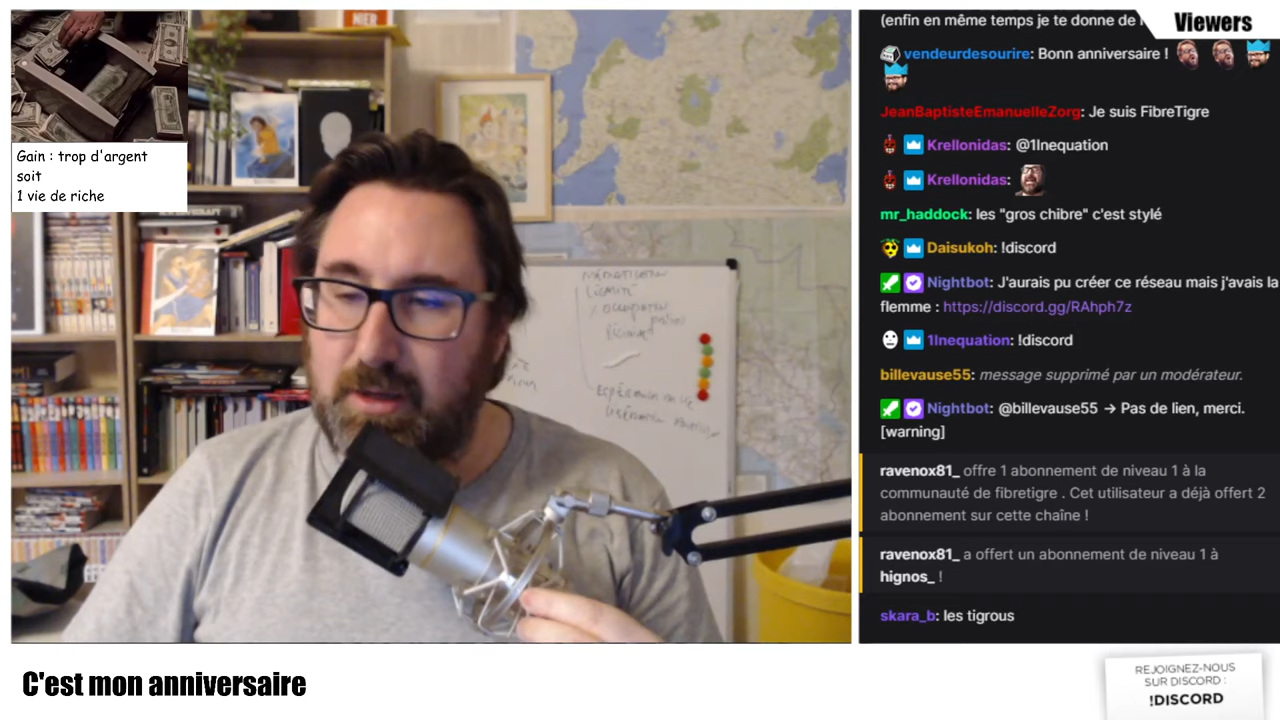 NIER
Gain : trop d'argent
soit
1 vie de riche
C'est mon anniversaire
Viewers
(enfin en même temps je te donne de
vendeurdesourire: Bonn anniversaire !
JeanBaptisteEmanuelleZorg: Je suis FibreTigre
Krellonidas: @1Inequation
Krellonidas:
mr_haddock: les "gros chibre" c'est stylé
Daisukoh: !discord
Nightbot: J'aurais pu créer ce réseau mais j'avais la
flemme : https://discord.gg/RAhph7z
1Inequation: !discord
billevause55: message supprimé par un modérateur.
Nightbot: @billevause55 → Pas de lien, merci.
[warning]
ravenox81_ offre 1 abonnement de niveau 1 à la
communauté de fibretigre . Cet utilisateur a déjà offert 2
abonnement sur cette chaîne !
ravenox81_ a offert un abonnement de niveau 1 à
hignos_ !
skara_b: les tigrous
REJOIGNEZ-NOUS
SUR DISCORD :
!DISCORD